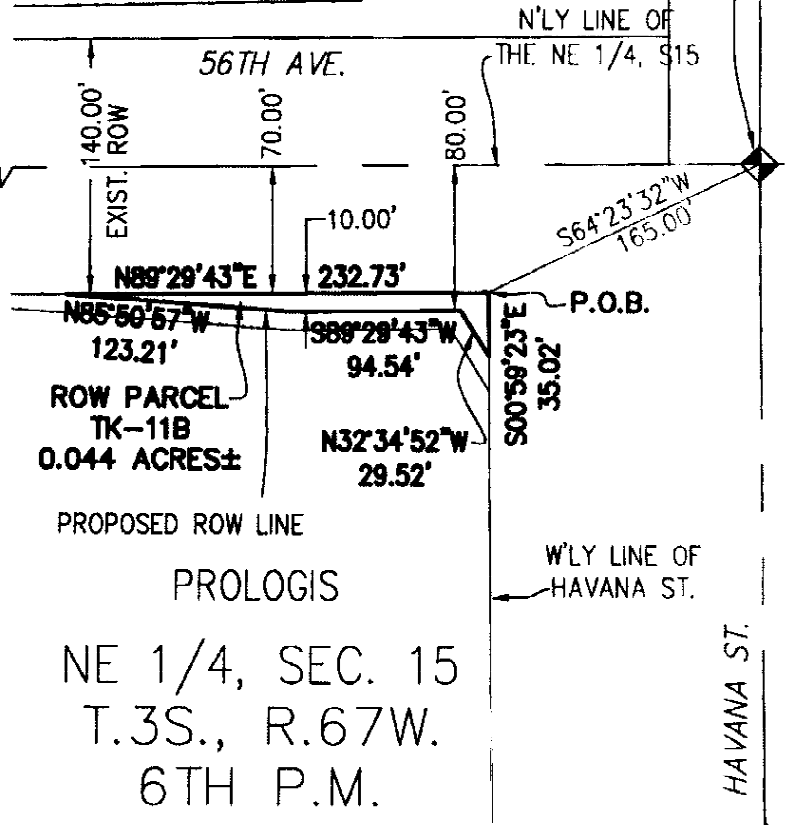 N'LY LINE OF
THE NE 1/4, S15
56TH AVE.
140.00'
EXIST. ROW
70.00'
80.00'
10.00'
S64°23'32"W
165.00'
N89°29'43"E 232.73'
P.O.B.
N85°50'57"W
123.21'
S89°29'43"W
94.54'
S00°59'23"E
35.02'
ROW PARCEL
TK-11B
0.044 ACRES±
N32°34'52"W
29.52'
PROPOSED ROW LINE
PROLOGIS
W'LY LINE OF
HAVANA ST.
NE 1/4, SEC. 15
T.3S., R.67W.
6TH P.M.
HAVANA ST.